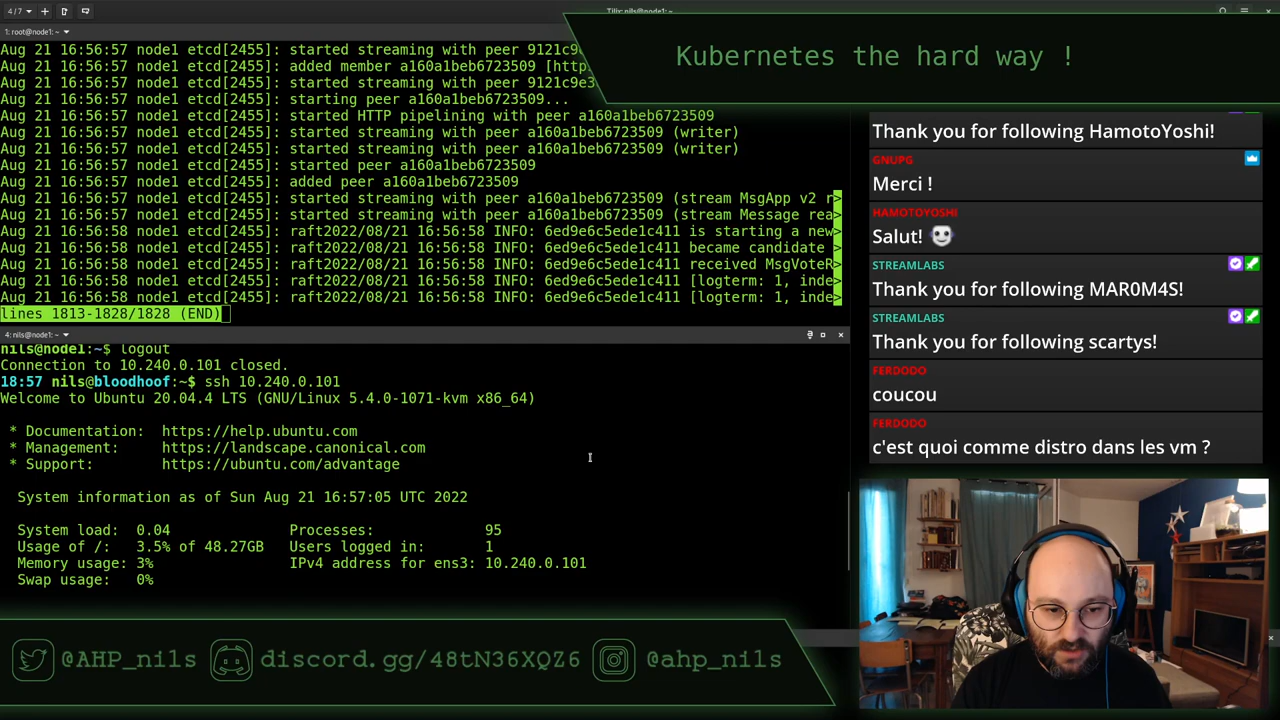 4 / 7
Tilix: nils@node1: ~
1: root@node1: ~
Kubernetes the hard way !
Aug 21 16:56:57 node1 etcd[2455]: started streaming with peer 9121c9e
Aug 21 16:56:57 node1 etcd[2455]: added member a160a1beb6723509 [http
Aug 21 16:56:57 node1 etcd[2455]: started streaming with peer 9121c9e3
Aug 21 16:56:57 node1 etcd[2455]: starting peer a160a1beb6723509...
Aug 21 16:56:57 node1 etcd[2455]: started HTTP pipelining with peer a160a1beb6723509
Aug 21 16:56:57 node1 etcd[2455]: started streaming with peer a160a1beb6723509 (writer)
Aug 21 16:56:57 node1 etcd[2455]: started streaming with peer a160a1beb6723509 (writer)
Aug 21 16:56:57 node1 etcd[2455]: started peer a160a1beb6723509
Aug 21 16:56:57 node1 etcd[2455]: added peer a160a1beb6723509
Aug 21 16:56:57 node1 etcd[2455]: started streaming with peer a160a1beb6723509 (stream MsgApp v2 r>
Aug 21 16:56:57 node1 etcd[2455]: started streaming with peer a160a1beb6723509 (stream Message rea>
Aug 21 16:56:58 node1 etcd[2455]: raft2022/08/21 16:56:58 INFO: 6ed9e6c5ede1c411 is starting a new>
Aug 21 16:56:58 node1 etcd[2455]: raft2022/08/21 16:56:58 INFO: 6ed9e6c5ede1c411 became candidate >
Aug 21 16:56:58 node1 etcd[2455]: raft2022/08/21 16:56:58 INFO: 6ed9e6c5ede1c411 received MsgVoteR>
Aug 21 16:56:58 node1 etcd[2455]: raft2022/08/21 16:56:58 INFO: 6ed9e6c5ede1c411 [logterm: 1, inde>
Aug 21 16:56:58 node1 etcd[2455]: raft2022/08/21 16:56:58 INFO: 6ed9e6c5ede1c411 [logterm: 1, inde>
lines 1813-1828/1828 (END)
4: nils@node1: ~
nils@node1:~$ logout
Connection to 10.240.0.101 closed.
18:57 nils@bloodhoof:~$ ssh 10.240.0.101
Welcome to Ubuntu 20.04.4 LTS (GNU/Linux 5.4.0-1071-kvm x86_64)
* Documentation: https://help.ubuntu.com
* Management: https://landscape.canonical.com
* Support: https://ubuntu.com/advantage
System information as of Sun Aug 21 16:57:05 UTC 2022
System load: 0.04 Processes: 95
Usage of /: 3.5% of 48.27GB Users logged in: 1
Memory usage: 3% IPv4 address for ens3: 10.240.0.101
Swap usage: 0%
Thank you for following HamotoYoshi!
GNUPG
Merci !
HAMOTOYOSHI
Salut!
STREAMLABS
Thank you for following MAR0M4S!
STREAMLABS
Thank you for following scartys!
FERDODO
coucou
FERDODO
c'est quoi comme distro dans les vm ?
@AHP_nils discord.gg/48tN36XQZ6 @ahp_nils